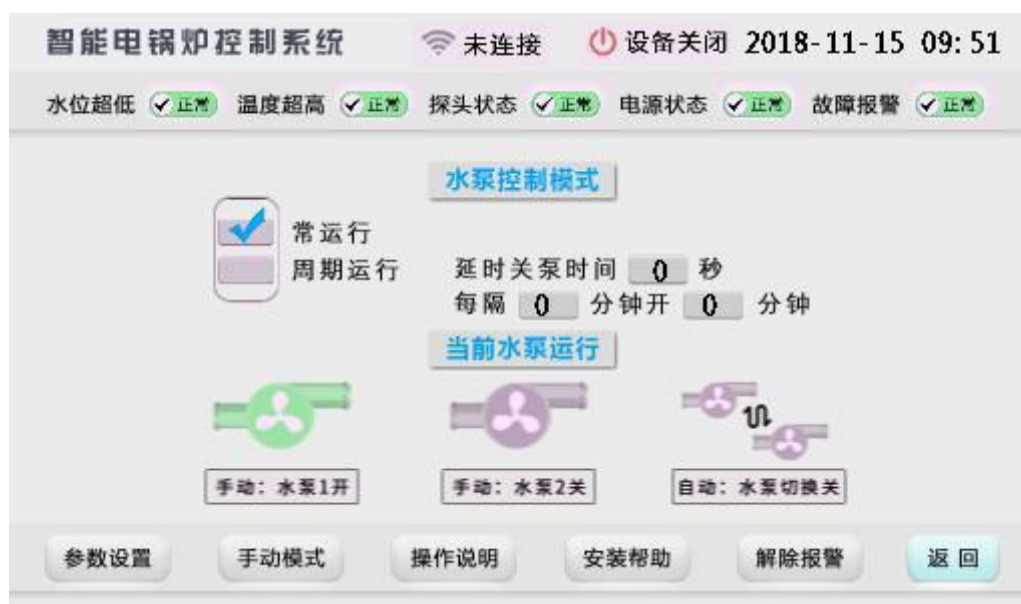 智能电锅炉控制系统 未连接 设备关闭 2018-11-15 09:51
水位超低 正常 温度超高 正常 探头状态 正常 电源状态 正常 故障报警 正常
水泵控制模式
常运行
周期运行 延时关泵时间 0 秒
每隔 0 分钟开 0 分钟
当前水泵运行
手动：水泵1开 手动：水泵2关 自动：水泵切换关
参数设置 手动模式 操作说明 安装帮助 解除报警 返回